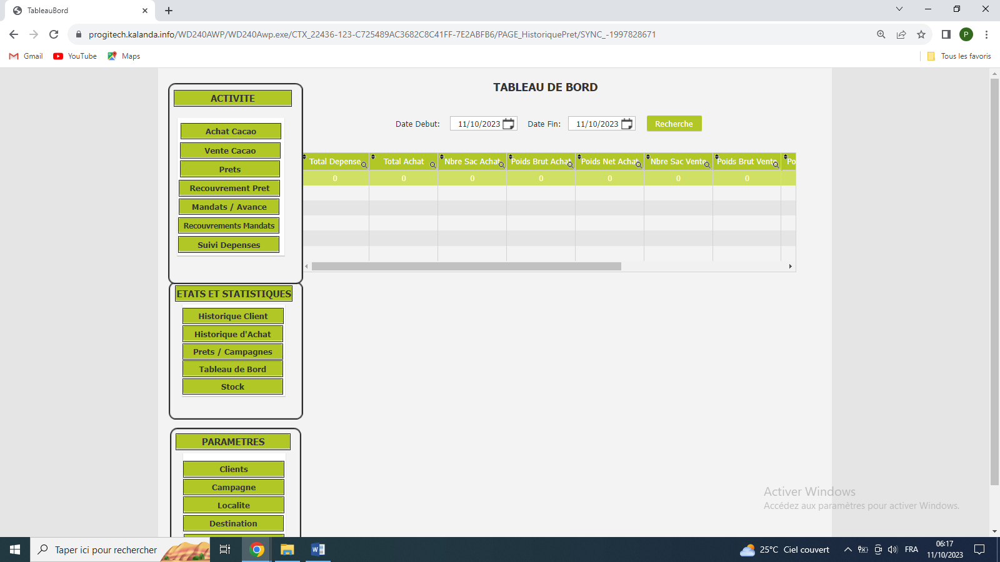 TableauBord
progitech.kalanda.info/WD240AWP/WD240Awp.exe/CTX_22436-123-C725489AC3682C8C41FF-7E2ABFB6/PAGE_HistoriquePret/SYNC_-1997828671
P
Gmail YouTube Maps Tous les favoris
TABLEAU DE BORD
ACTIVITE
Date Debut: 11/10/2023 Date Fin: 11/10/2023 Recherche
Achat Cacao
Vente Cacao
Prets
Recouvrement Pret
Mandats / Avance
Recouvrements Mandats
Suivi Depenses
Total Depense Total Achat Nbre Sac Achat Poids Brut Achat Poids Net Achat Nbre Sac Vente Poids Brut Vente Po
0 0 0 0 0 0 0
ETATS ET STATISTIQUES
Historique Client
Historique d'Achat
Prets / Campagnes
Tableau de Bord
Stock
PARAMETRES
Clients
Campagne
Localite
Destination
Activer Windows
Accédez aux paramètres pour activer Windows.
Taper ici pour rechercher
25°C Ciel couvert
FRA
06:17
11/10/2023